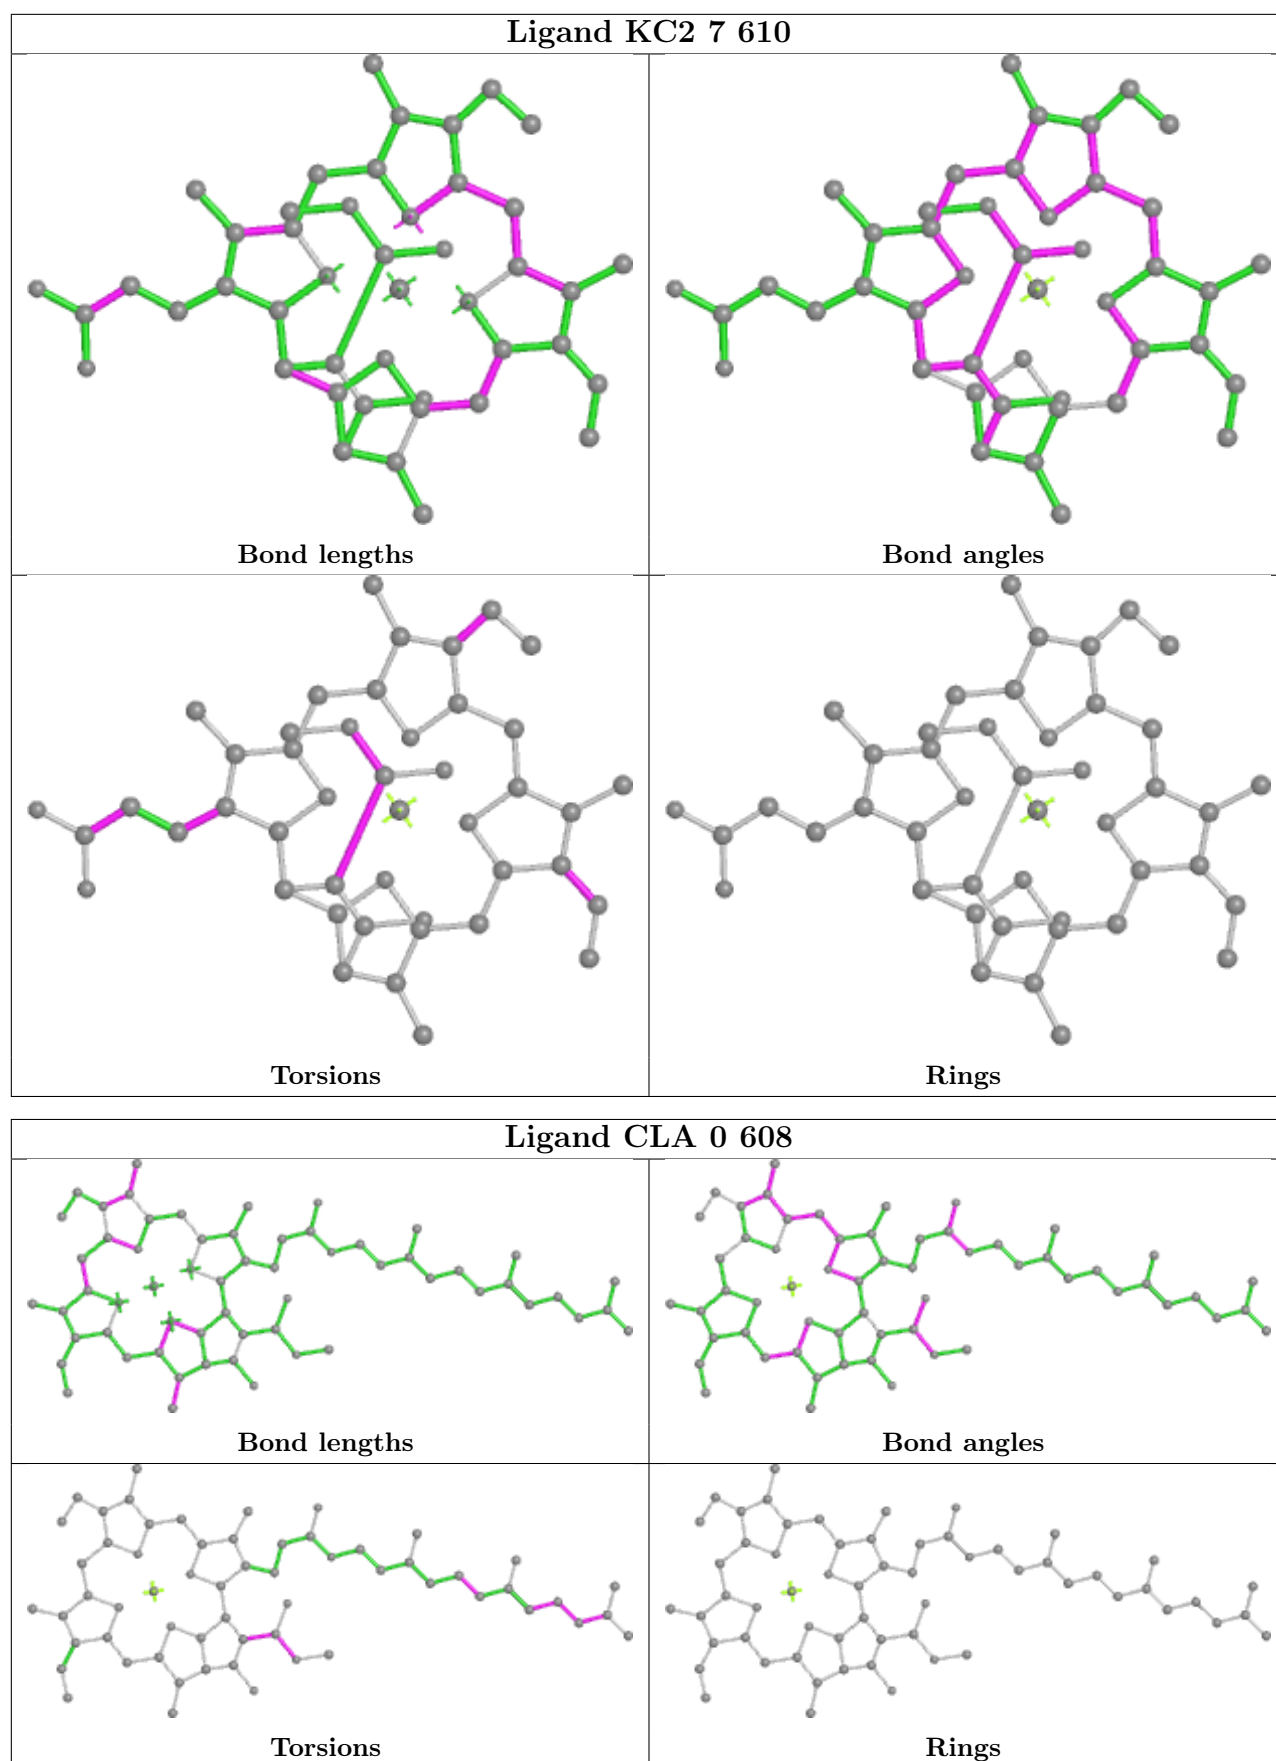 Ligand KC2 7 610
Bond lengths
Bond angles
Torsions
Rings
Ligand CLA 0 608
Bond lengths
Bond angles
Torsions
Rings